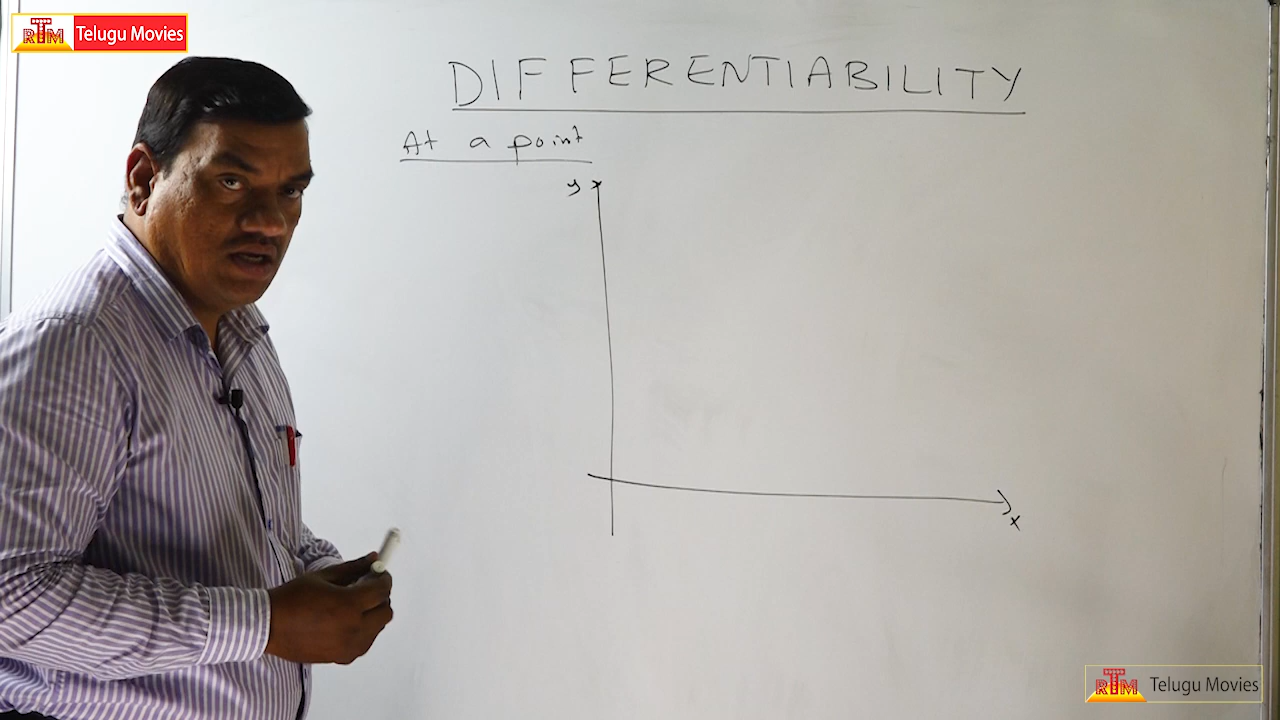 RTM Telugu Movies
DIFFERENTIABILITY
At a point
y
x
RTM Telugu Movies